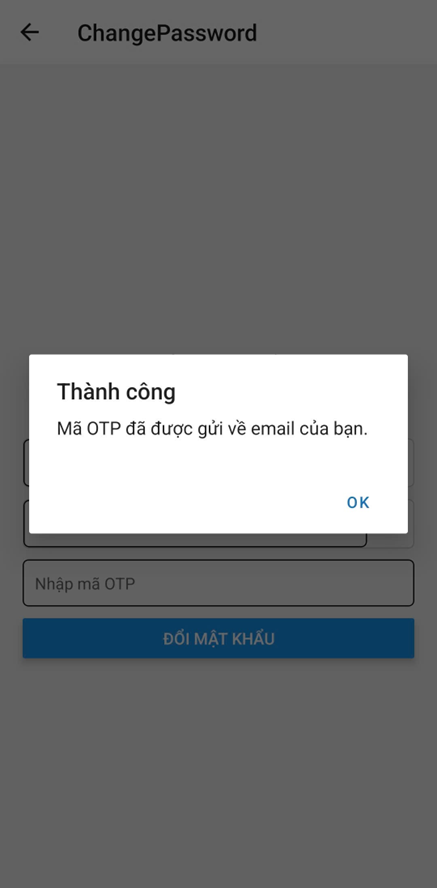 ChangePassword
Thành công
Mã OTP đã được gửi về email của bạn.
OK
Nhập mã OTP
ĐỔI MẬT KHẨU